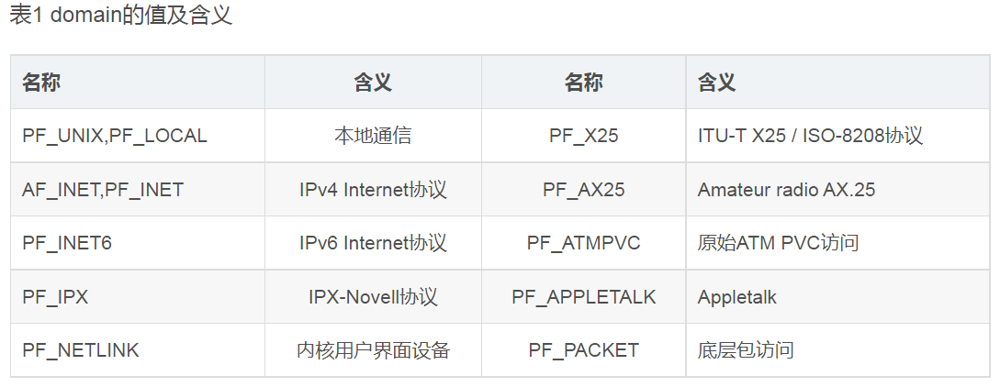 表1 domain的值及含义
名称 含义 名称 含义
PF_UNIX,PF_LOCAL 本地通信 PF_X25 ITU-T X25 / ISO-8208协议
AF_INET,PF_INET IPv4 Internet协议 PF_AX25 Amateur radio AX.25
PF_INET6 IPv6 Internet协议 PF_ATMPVC 原始ATM PVC访问
PF_IPX IPX-Novell协议 PF_APPLETALK Appletalk
PF_NETLINK 内核用户界面设备 PF_PACKET 底层包访问